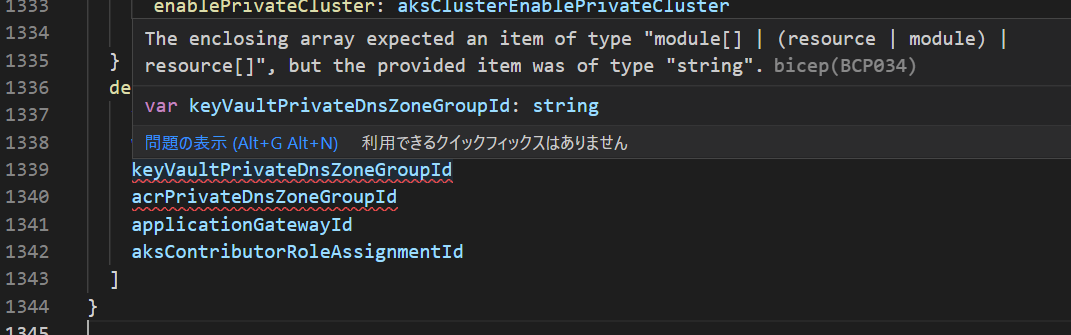 1333 enablePrivateCluster: aksClusterEnablePrivateCluster
1334
The enclosing array expected an item of type "module[] | (resource | module) |
1335 }
resource[]", but the provided item was of type "string". bicep(BCP034)
1336 de
var keyVaultPrivateDnsZoneGroupId: string
1337
1338
問題の表示 (Alt+G Alt+N) 利用できるクイックフィックスはありません
1339 keyVaultPrivateDnsZoneGroupId
1340 acrPrivateDnsZoneGroupId
1341 applicationGatewayId
1342 aksContributorRoleAssignmentId
1343 ]
1344 }
1345